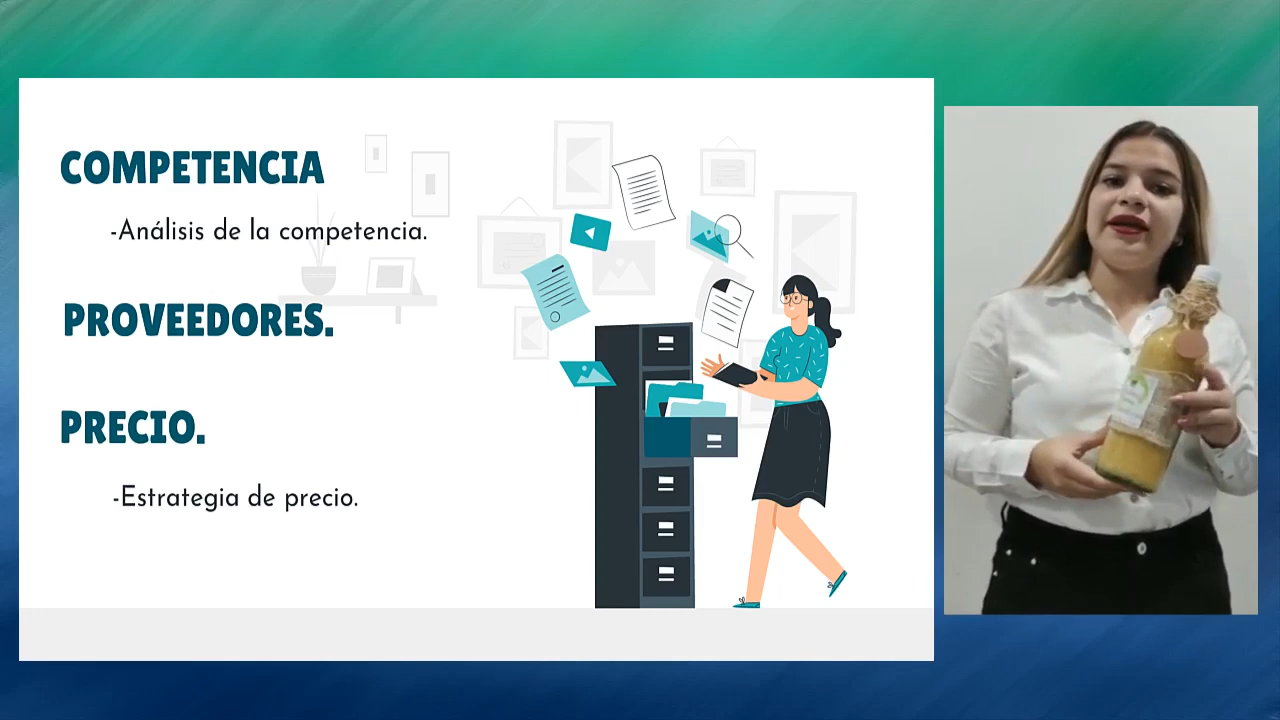 COMPETENCIA
-Análisis de la competencia.
PROVEEDORES.
PRECIO.
-Estrategia de precio.